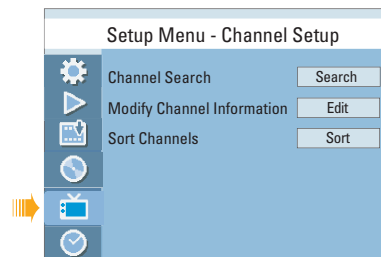 Setup Menu - Channel Setup
Channel Search Search
Modify Channel Information Edit
Sort Channels Sort